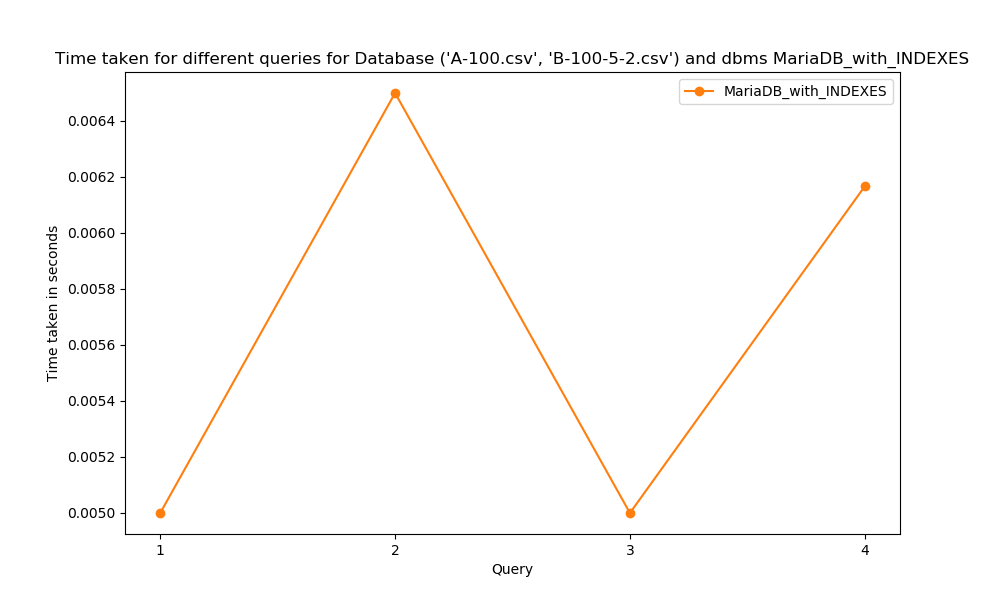 Time taken for different queries for Database ('A-100.csv', 'B-100-5-2.csv') and dbms MariaDB_with_INDEXES
MariaDB_with_INDEXES
Time taken in seconds
0.0064
0.0062
0.0060
0.0058
0.0056
0.0054
0.0052
0.0050
1 2 3 4
Query